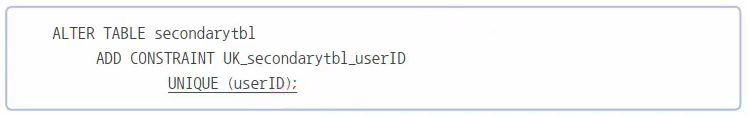 ALTER TABLE secondarytbl
ADD CONSTRAINT UK_secondarytbl_userID
UNIQUE (userID);